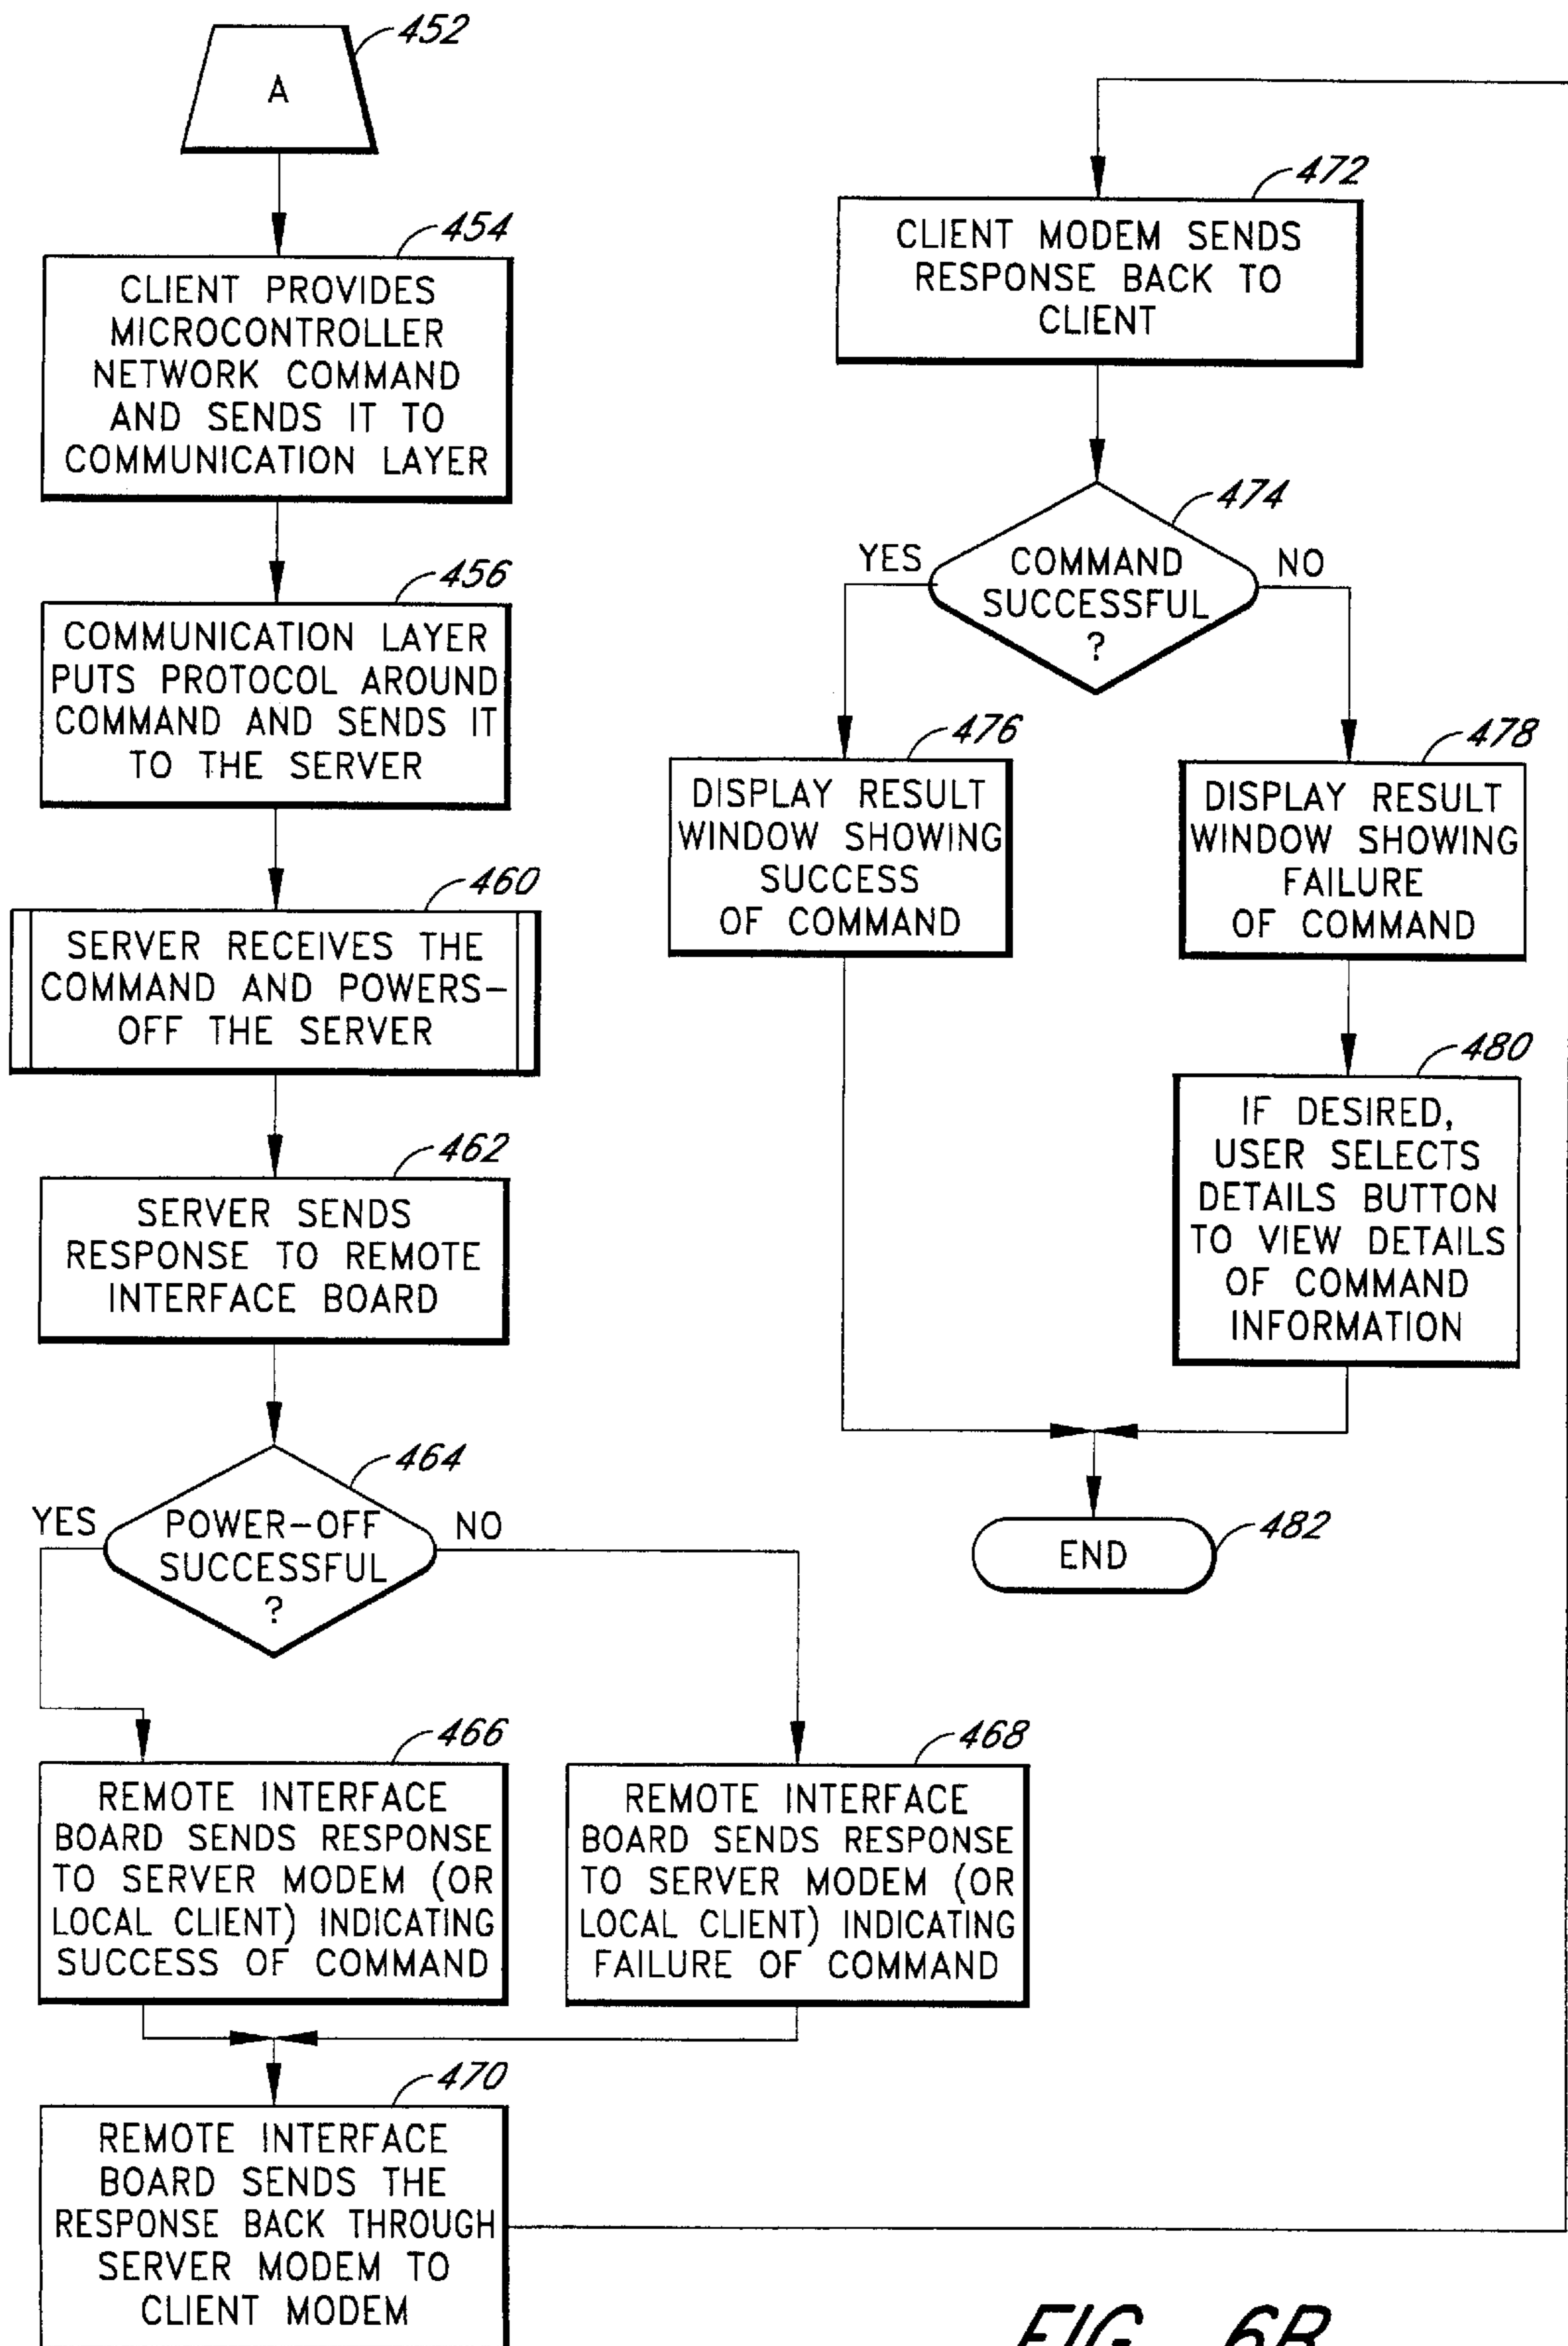 452
A
454
CLIENT PROVIDES
MICROCONTROLLER
NETWORK COMMAND
AND SENDS IT TO
COMMUNICATION LAYER
456
COMMUNICATION LAYER
PUTS PROTOCOL AROUND
COMMAND AND SENDS IT
TO THE SERVER
460
SERVER RECEIVES THE
COMMAND AND POWERS-
OFF THE SERVER
462
SERVER SENDS
RESPONSE TO REMOTE
INTERFACE BOARD
464
YES
POWER-OFF
SUCCESSFUL
?
NO
466
REMOTE INTERFACE
BOARD SENDS RESPONSE
TO SERVER MODEM (OR
LOCAL CLIENT) INDICATING
SUCCESS OF COMMAND
468
REMOTE INTERFACE
BOARD SENDS RESPONSE
TO SERVER MODEM (OR
LOCAL CLIENT) INDICATING
FAILURE OF COMMAND
470
REMOTE INTERFACE
BOARD SENDS THE
RESPONSE BACK THROUGH
SERVER MODEM TO
CLIENT MODEM
472
CLIENT MODEM SENDS
RESPONSE BACK TO
CLIENT
474
YES
COMMAND
SUCCESSFUL
?
NO
476
DISPLAY RESULT
WINDOW SHOWING
SUCCESS
OF COMMAND
478
DISPLAY RESULT
WINDOW SHOWING
FAILURE
OF COMMAND
480
IF DESIRED,
USER SELECTS
DETAILS BUTTON
TO VIEW DETAILS
OF COMMAND
INFORMATION
END
482
FIG. 6B